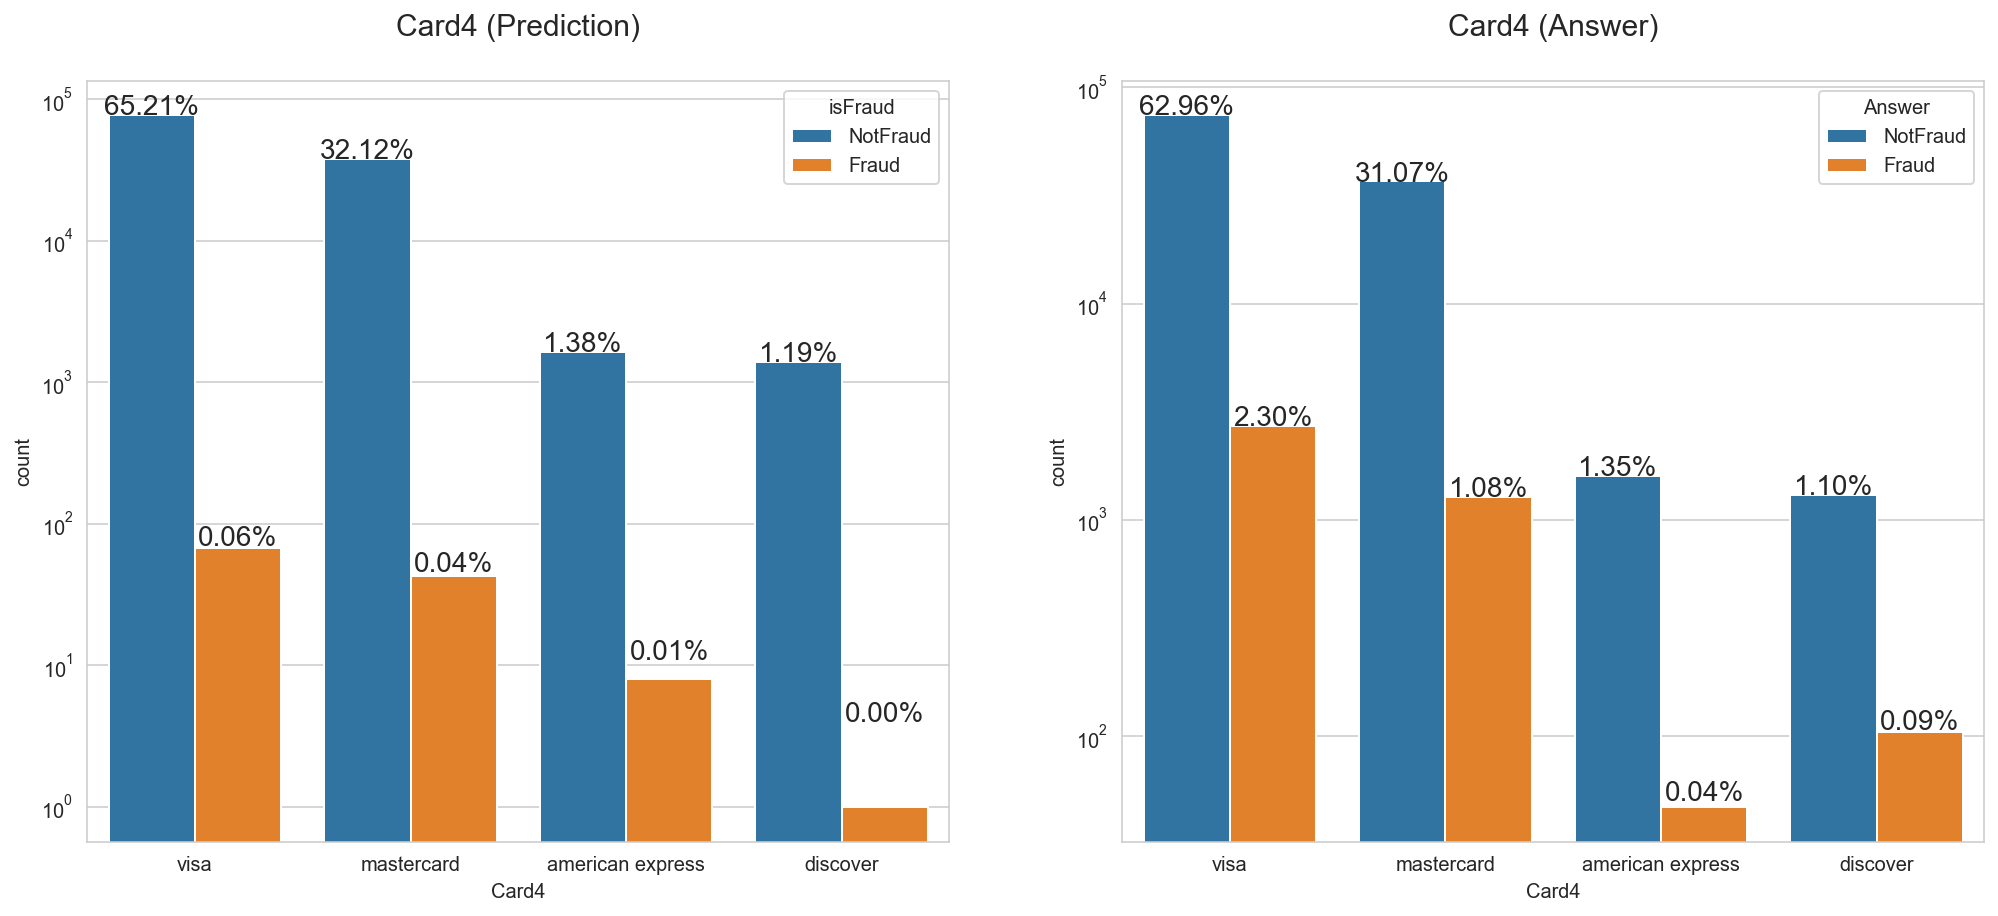 Card4 (Prediction)
10^5
10^4
10^3
10^2
10^1
10^0
count
65.21%
32.12%
1.38%
1.19%
0.06%
0.04%
0.01%
0.00%
isFraud
NotFraud
Fraud
visa
mastercard
american express
discover
Card4
Card4 (Answer)
10^5
10^4
10^3
10^2
count
62.96%
31.07%
1.35%
1.10%
2.30%
1.08%
0.04%
0.09%
Answer
NotFraud
Fraud
visa
mastercard
american express
discover
Card4